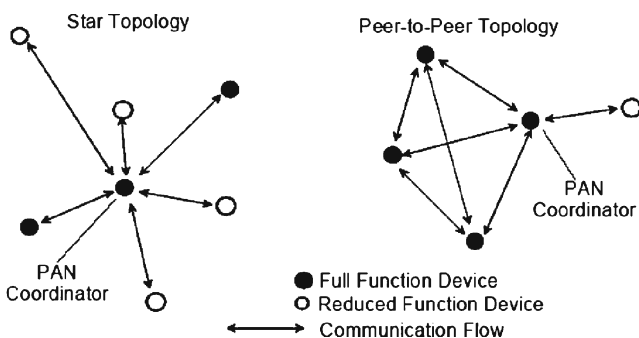 Star Topology
PAN
Coordinator
Peer-to-Peer Topology
PAN
Coordinator
Full Function Device
Reduced Function Device
Communication Flow